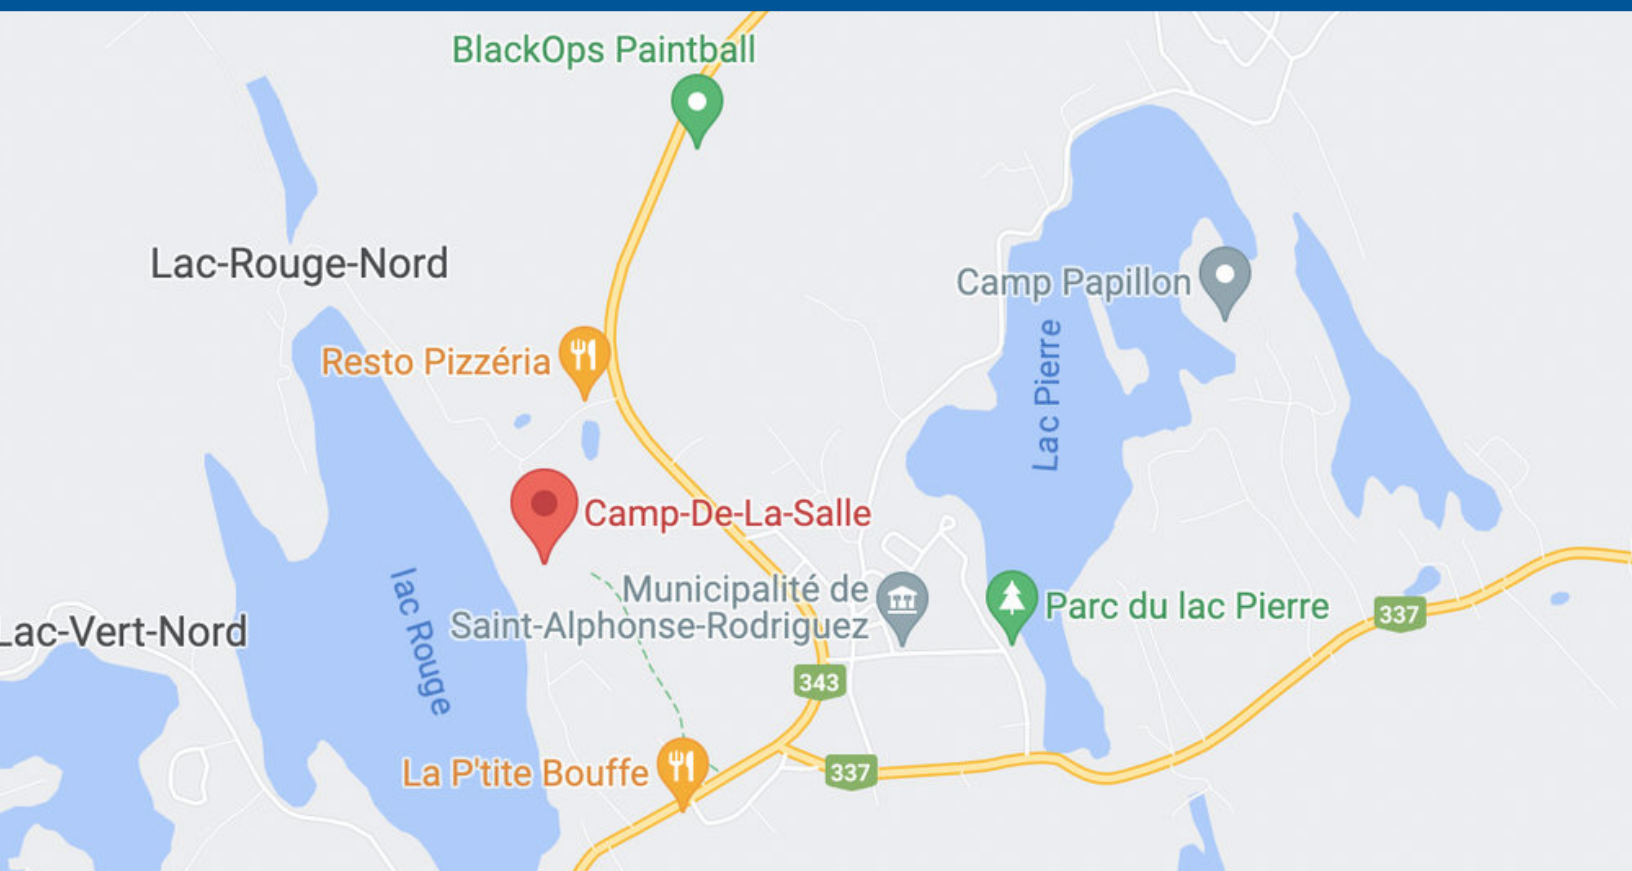 BlackOps Paintball
Lac-Rouge-Nord
Camp Papillon
Resto Pizzéria
Lac Pierre
Camp-De-La-Salle
Municipalité de
Saint-Alphonse-Rodriguez
Parc du lac Pierre
337
Lac-Vert-Nord
lac Rouge
343
La P'tite Bouffe
337